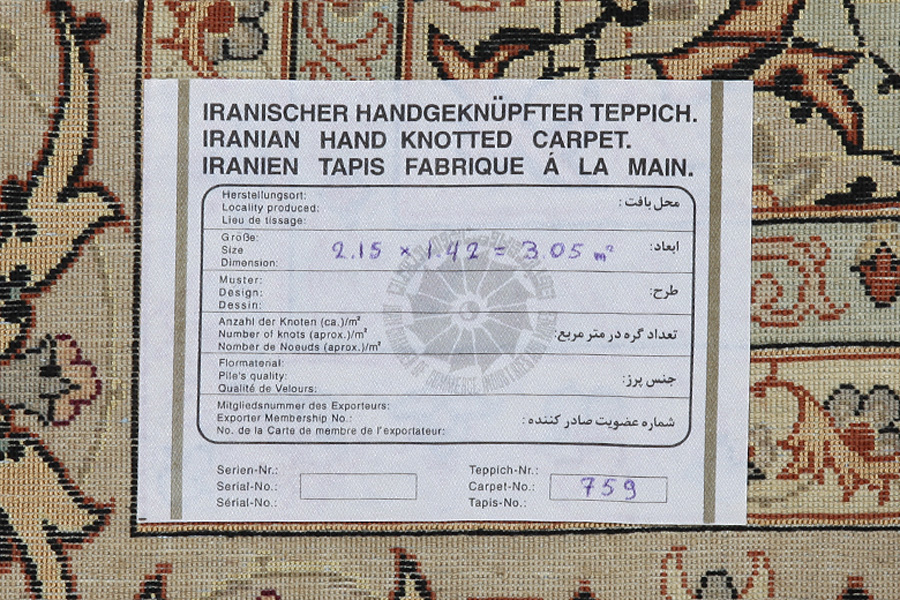 IRANISCHER HANDGEKNÜPFTER TEPPICH.
IRANIAN HAND KNOTTED CARPET.
IRANIEN TAPIS FABRIQUE Á LA MAIN.
Herstellungsort:
Locality produced:
Lieu de tissage:
محل بافت :
Größe:
Size
Dimension:
2.15 × 1.42 = 3.05 m²
ابعاد:
Muster:
Design:
Dessin:
طرح:
Anzahl der Knoten (ca.)/m²
Number of knots (aprox.)/m²
Nombor de Noeuds (aprox.)/m²
تعداد گره در متر مربع:
Flormaterial:
Pile's quality:
Qualité de Velours:
جنس پرز:
Mitgliedsnummer des Exporteurs:
Exporter Membership No.:
No. de la Carte de membre de l'exportateur:
شماره عضویت صادر کننده :
Serien-Nr.:
Serial-No.:
Sérial-No.:
Teppich-Nr.:
Carpet-No.:
Tapis-No.:
759